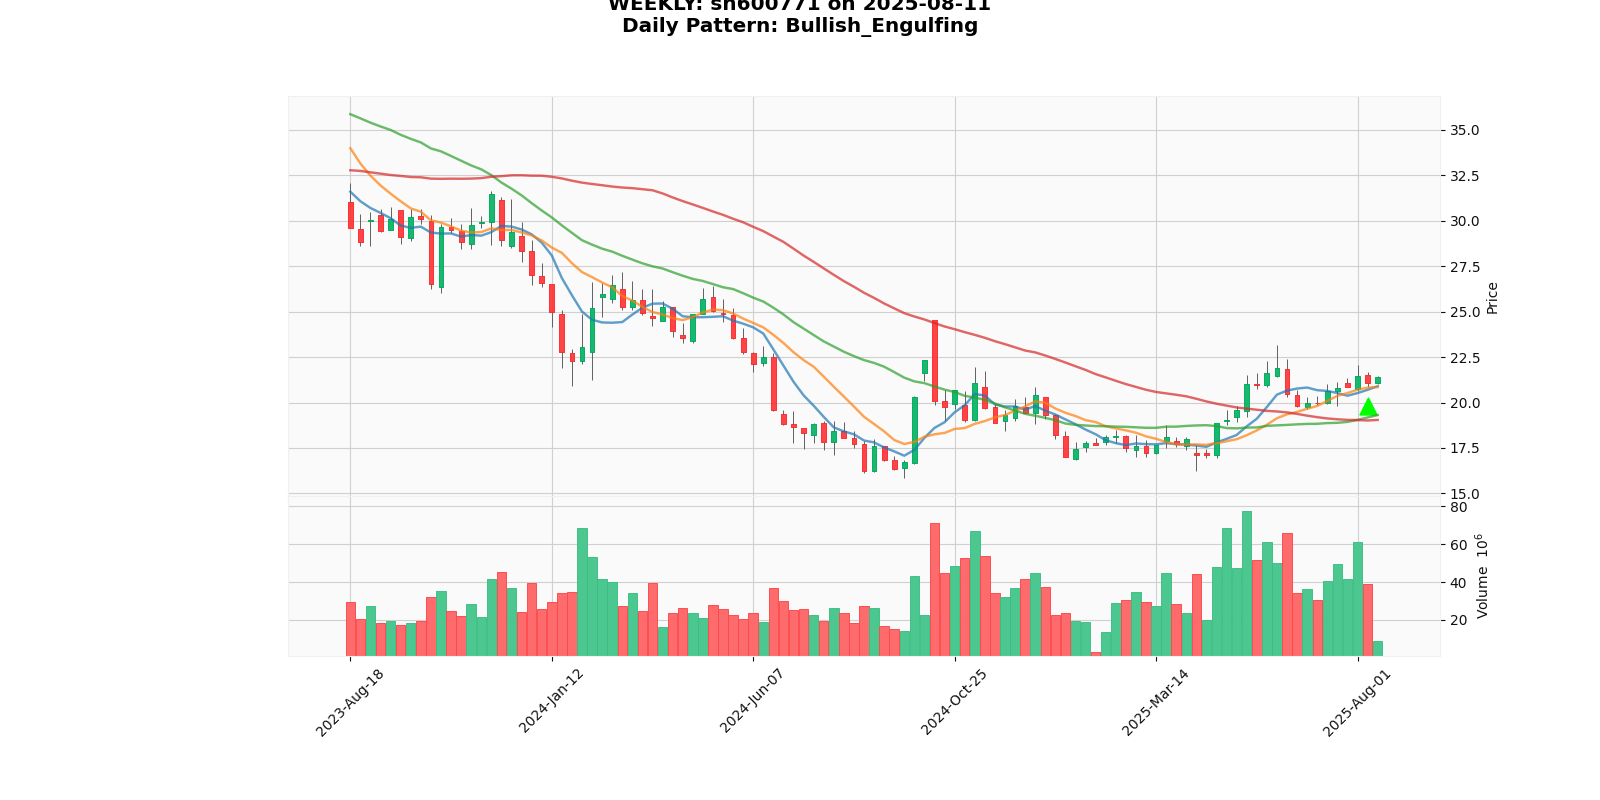 WEEKLY: sh600771 on 2025-08-11
Daily Pattern: Bullish_Engulfing
35.0
32.5
30.0
27.5
25.0
22.5
20.0
17.5
15.0
Price
80
60
40
20
Volume 10⁶
2023-Aug-18
2024-Jan-12
2024-Jun-07
2024-Oct-25
2025-Mar-14
2025-Aug-01